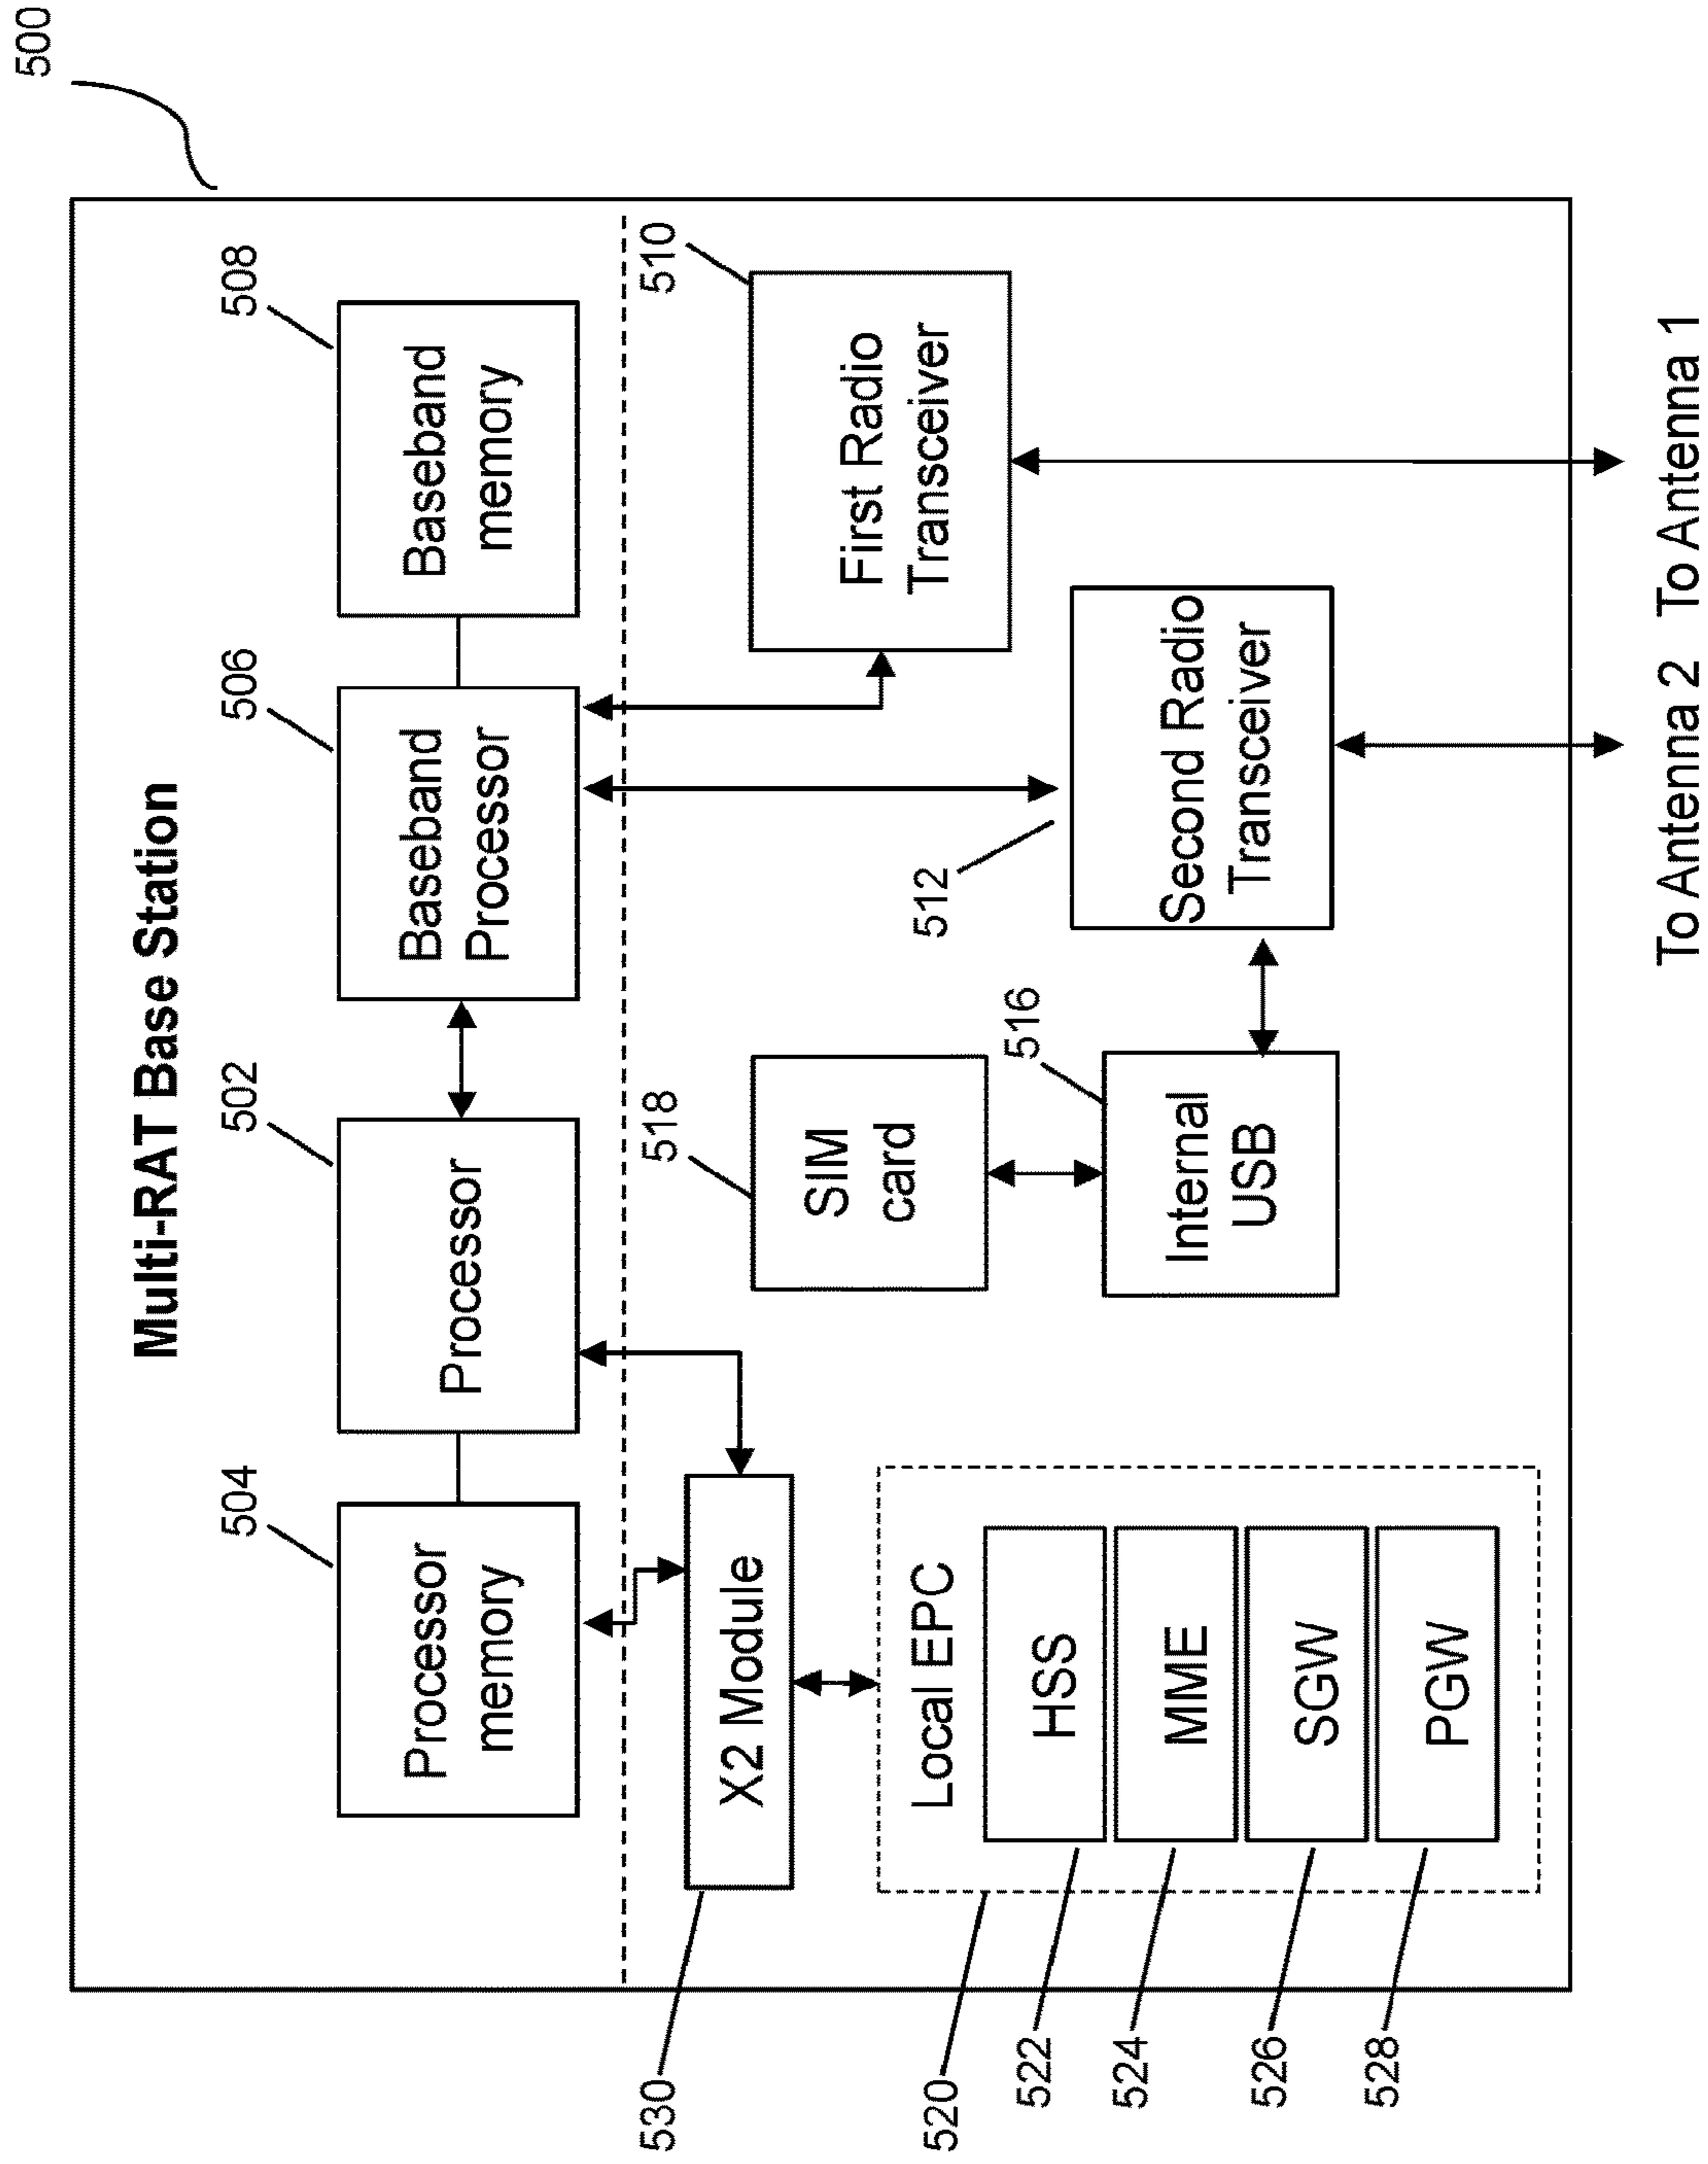 500
Multi-RAT Base Station
504
502
506
508
Processor
memory
Processor
Baseband
Processor
Baseband
memory
530
X2 Module
518
SIM
card
510
First Radio
Transceiver
520
Local EPC
522
HSS
524
MME
526
SGW
528
PGW
516
Internal
USB
512
Second Radio
Transceiver
To Antenna 2
To Antenna 1